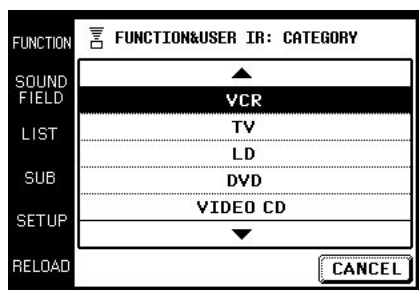 FUNCTION
SOUND
FIELD
LIST
SUB
SETUP
RELOAD
FUNCTION&USER IR: CATEGORY
VCR
TV
LD
DVD
VIDEO CD
CANCEL